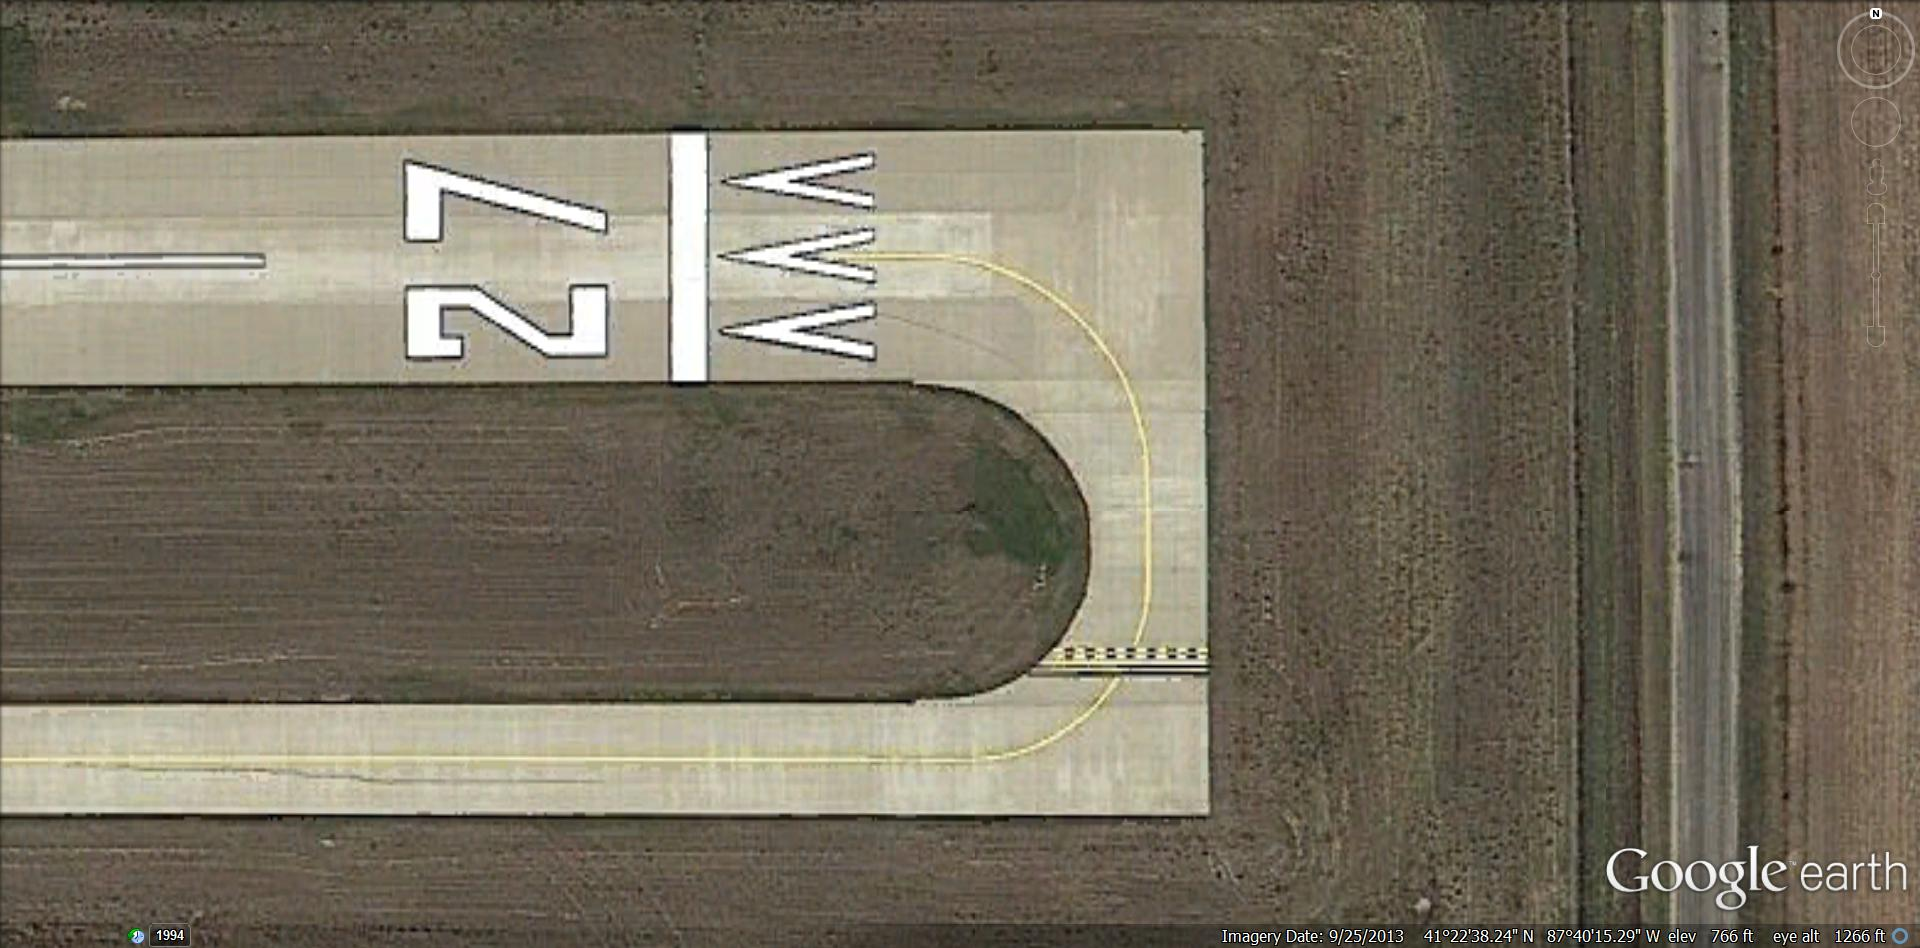 N
27
Google earth
1994
Imagery Date: 9/25/2013 41°22'38.24" N 87°40'15.29" W elev 766 ft eye alt 1266 ft